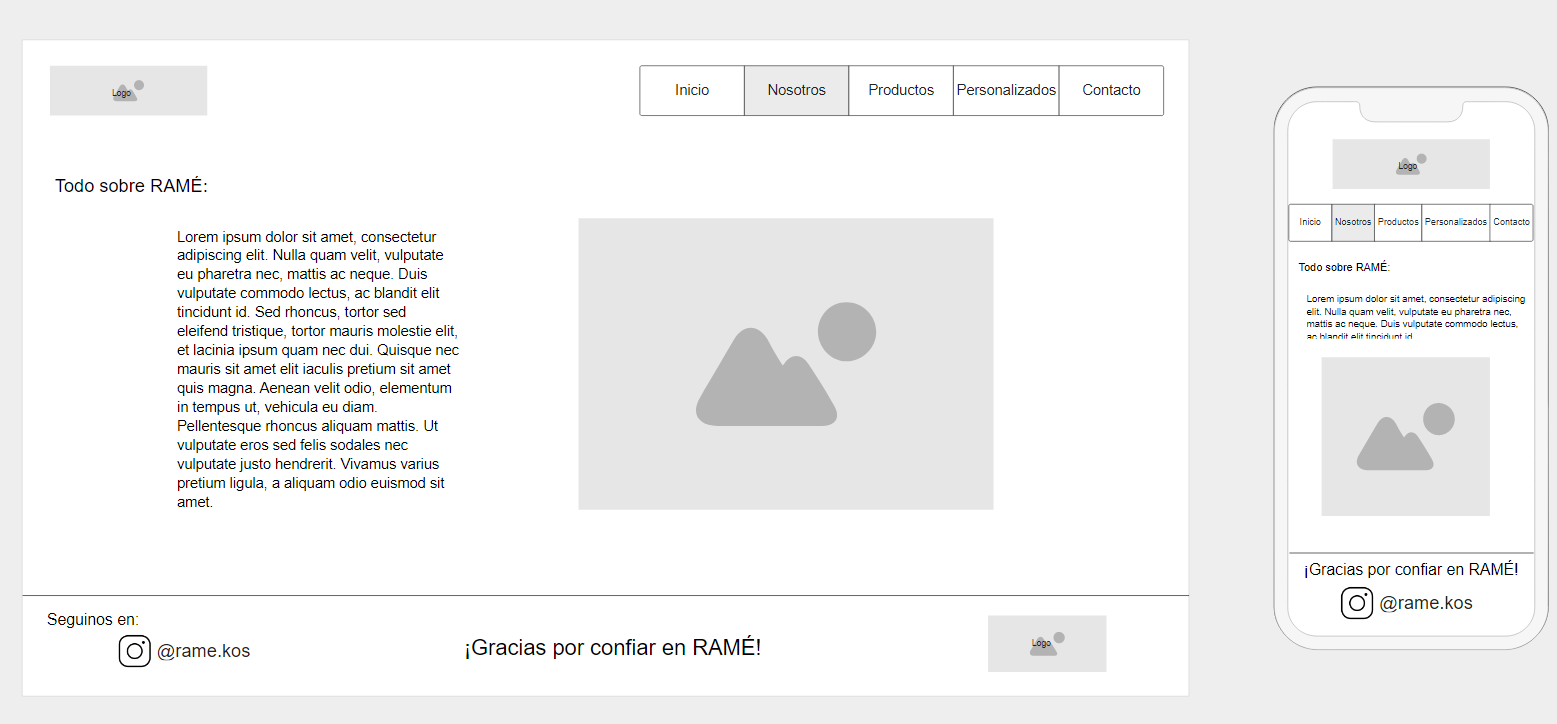 Logo
Inicio Nosotros Productos Personalizados Contacto
Todo sobre RAMÉ:
Lorem ipsum dolor sit amet, consectetur
adipiscing elit. Nulla quam velit, vulputate
eu pharetra nec, mattis ac neque. Duis
vulputate commodo lectus, ac blandit elit
tincidunt id. Sed rhoncus, tortor sed
eleifend tristique, tortor mauris molestie elit,
et lacinia ipsum quam nec dui. Quisque nec
mauris sit amet elit iaculis pretium sit amet
quis magna. Aenean velit odio, elementum
in tempus ut, vehicula eu diam.
Pellentesque rhoncus aliquam mattis. Ut
vulputate eros sed felis sodales nec
vulputate justo hendrerit. Vivamus varius
pretium ligula, a aliquam odio euismod sit
amet.
Seguinos en:
@rame.kos
¡Gracias por confiar en RAMÉ!
Logo
Logo
Inicio Nosotros Productos Personalizados Contacto
Todo sobre RAMÉ:
Lorem ipsum dolor sit amet, consectetur adipiscing
elit. Nulla quam velit, vulputate eu pharetra nec,
mattis ac neque. Duis vulputate commodo lectus,
ac blandit elit tincidunt id
¡Gracias por confiar en RAMÉ!
@rame.kos